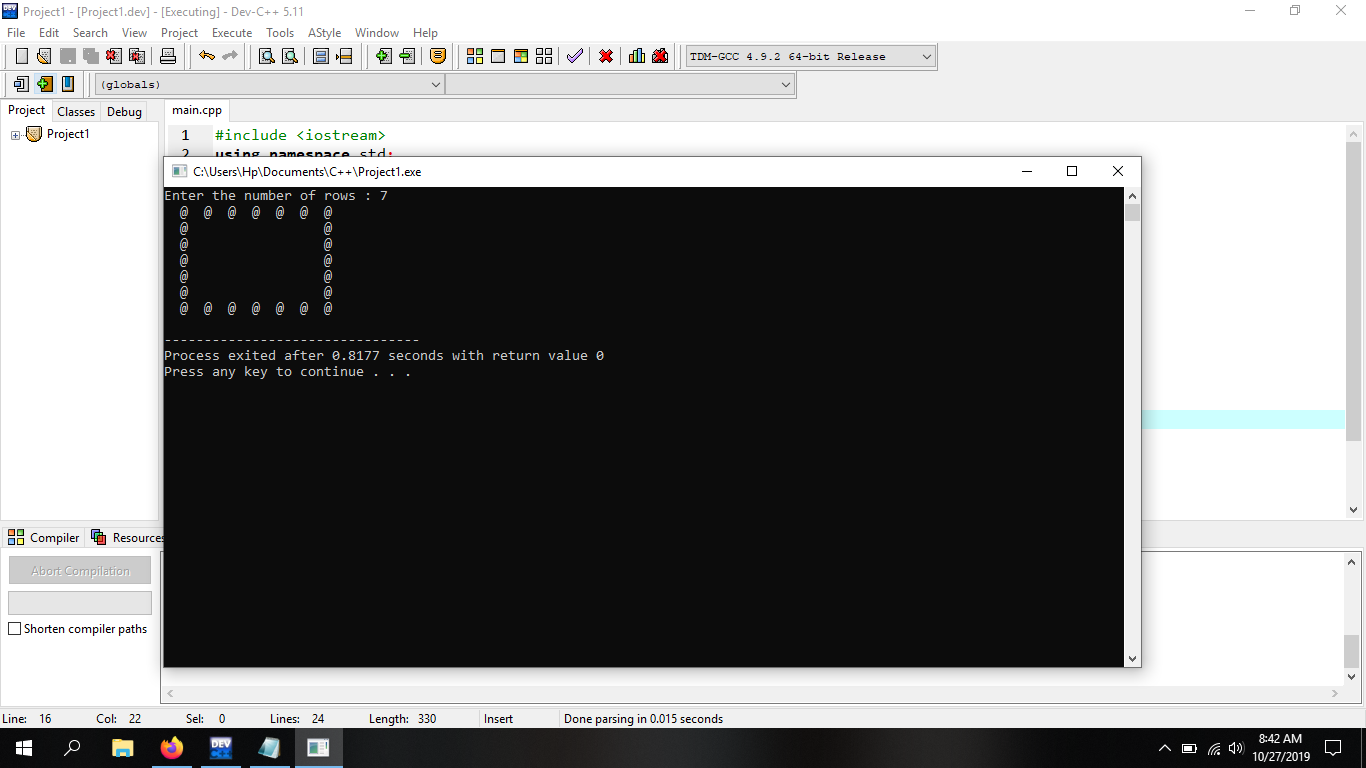 Project1 - [Project1.dev] - [Executing] - Dev-C++ 5.11
File Edit Search View Project Execute Tools AStyle Window Help
TDM-GCC 4.9.2 64-bit Release
(globals)
Project Classes Debug main.cpp
Project1
1 #include <iostream>
2 using namespace std;
C:\Users\Hp\Documents\C++\Project1.exe
Enter the number of rows : 7
  @  @  @  @  @  @  @
  @                 @
  @                 @
  @                 @
  @                 @
  @                 @
  @  @  @  @  @  @  @
--------------------------------
Process exited after 0.8177 seconds with return value 0
Press any key to continue . . .
Compiler Resources
Abort Compilation
Shorten compiler paths
Line: 16 Col: 22 Sel: 0 Lines: 24 Length: 330 Insert Done parsing in 0.015 seconds
DEV C++
8:42 AM
10/27/2019